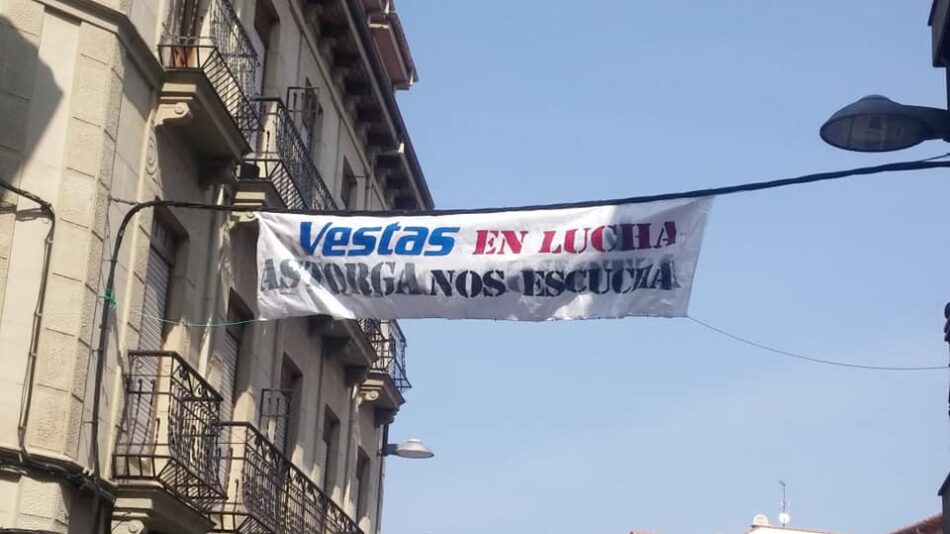 Vestas EN LUCHA
ASTORGA NOS ESCUCHA